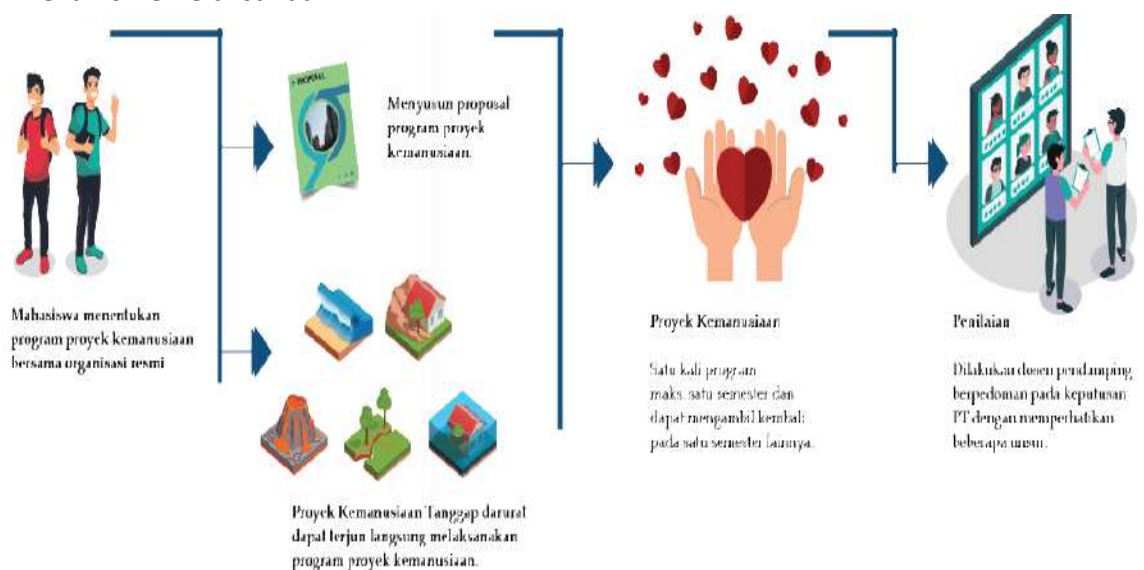 Mahasiswa menentukan
program proyek kemanusiaan
bersama organisasi resmi
PROPOSAL
Menyusun proposal
program proyek
kemanusiaan.
Proyek Kemanusiaan Tanggap darurat
dapat terjun langsung melaksanakan
program proyek kemanusiaan.
Proyek Kemanusiaan
Satu kali program
maks. satu semester dan
dapat mengambil kembali
pada satu semester lainnya.
Penilaian
Dilakukan dosen pendamping
berpedoman pada keputusan
PT dengan memperhatikan
beberapa unsur.